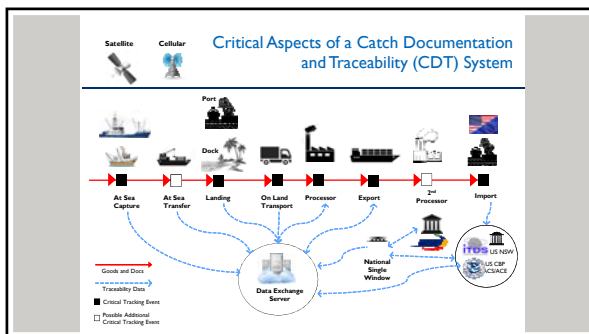 Satellite
Cellular
Critical Aspects of a Catch Documentation
and Traceability (CDT) System
Port
Dock
At Sea
Capture
At Sea
Transfer
Landing
On Land
Transport
Processor
Export
2nd
Processor
Import
Data Exchange
Server
National
Single
Window
ITDS
US NSW
US CBP
ACS/ACE
Goods and Docs
Traceability Data
Critical Tracking Event
Possible Additional
Critical Tracking Event